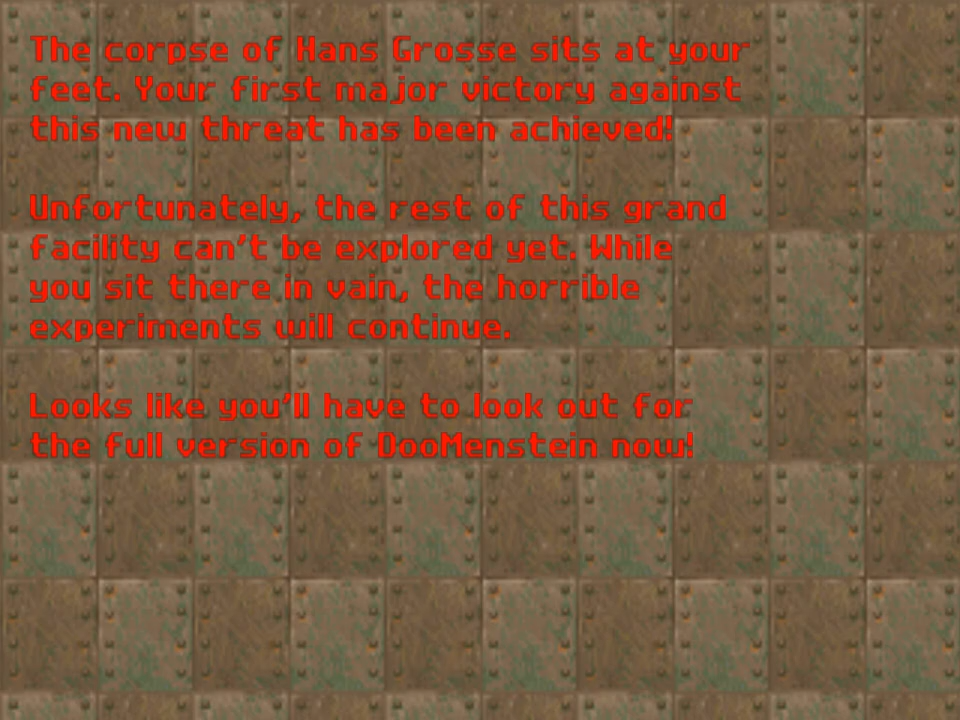 The corpse of Hans Grosse sits at your
feet. Your first major victory against
this new threat has been achieved!
Unfortunately, the rest of this grand
facility can't be explored yet. While
you sit there in vain, the horrible
experiments will continue.
Looks like you'll have to look out for
the full version of DooMenstein now!